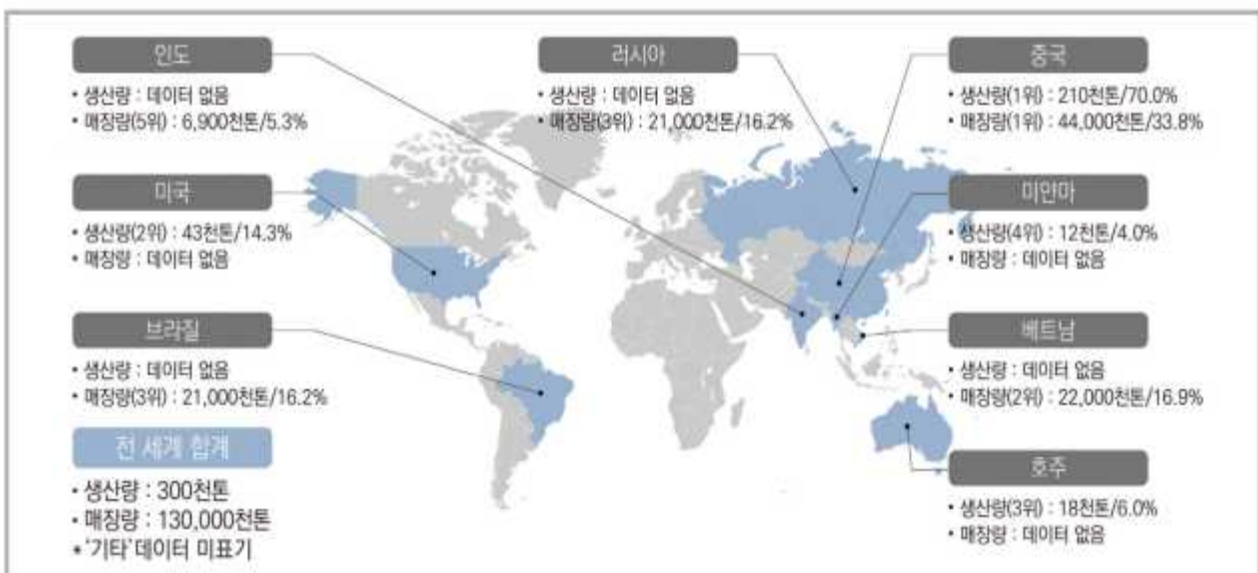 인도
• 생산량 : 데이터 없음
• 매장량(5위) : 6,900천톤/5.3%
러시아
• 생산량 : 데이터 없음
• 매장량(3위) : 21,000천톤/16.2%
중국
• 생산량(1위) : 210천톤/70.0%
• 매장량(1위) : 44,000천톤/33.8%
미국
• 생산량(2위) : 43천톤/14.3%
• 매장량 : 데이터 없음
미얀마
• 생산량(4위) : 12천톤/4.0%
• 매장량 : 데이터 없음
브라질
• 생산량 : 데이터 없음
• 매장량(3위) : 21,000천톤/16.2%
베트남
• 생산량 : 데이터 없음
• 매장량(2위) : 22,000천톤/16.9%
전 세계 합계
• 생산량 : 300천톤
• 매장량 : 130,000천톤
* '기타' 데이터 미표기
호주
• 생산량(3위) : 18천톤/6.0%
• 매장량 : 데이터 없음